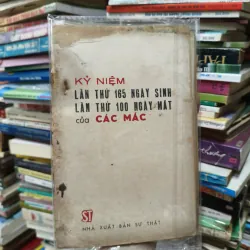 KỶ NIỆM
LẦN THỨ 165 NGÀY SINH
LẦN THỨ 100 NGÀY MẤT
của CÁC MÁC
ST
NHÀ XUẤT BẢN SỰ THẬT